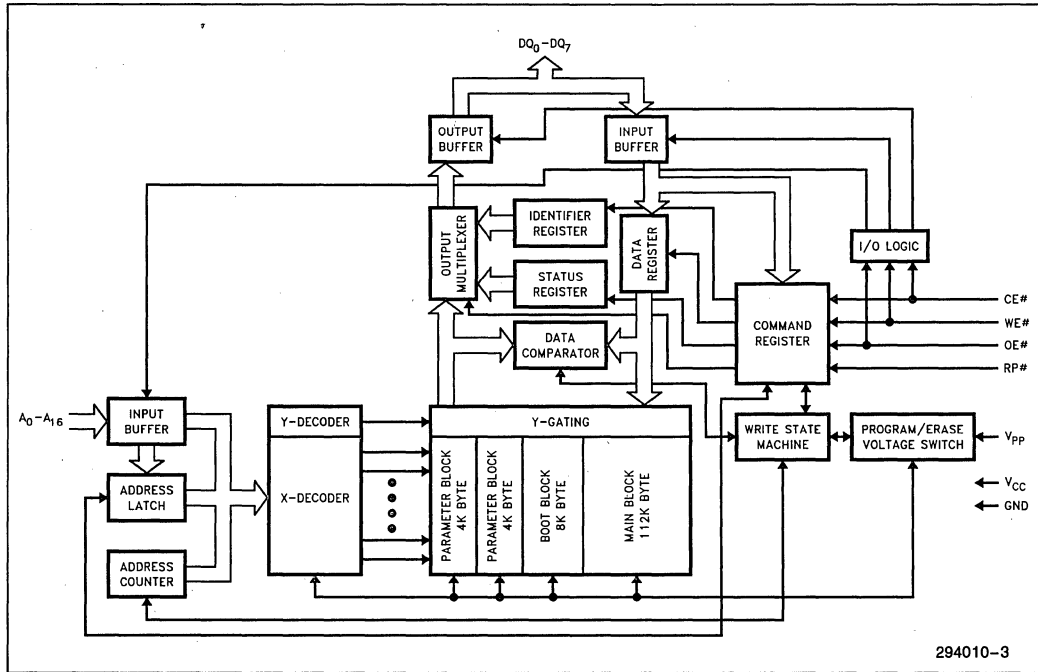 DQ₀–DQ₇
OUTPUT
BUFFER
INPUT
BUFFER
OUTPUT
MULTIPLEXER
IDENTIFIER
REGISTER
DATA
REGISTER
I/O LOGIC
STATUS
REGISTER
COMMAND
REGISTER
CE#
WE#
OE#
RP#
DATA
COMPARATOR
A₀–A₁₆
INPUT
BUFFER
Y-DECODER
Y-GATING
WRITE STATE
MACHINE
PROGRAM/ERASE
VOLTAGE SWITCH
V_PP
V_CC
GND
ADDRESS
LATCH
X-DECODER
PARAMETER BLOCK
4K BYTE
PARAMETER BLOCK
4K BYTE
BOOT BLOCK
8K BYTE
MAIN BLOCK
112K BYTE
ADDRESS
COUNTER
294010–3